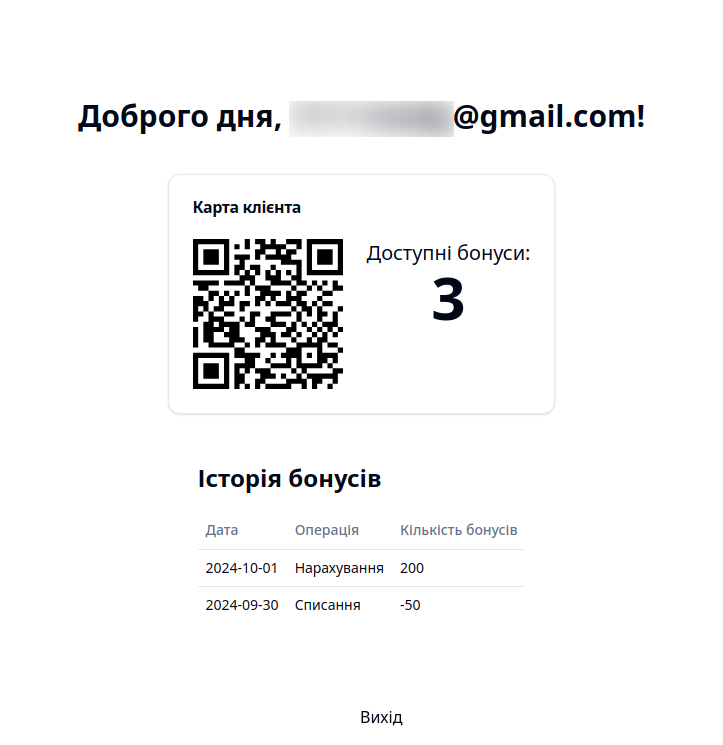 Доброго дня, @gmail.com!
Карта клієнта
Доступні бонуси:
3
Історія бонусів
Дата Операція Кількість бонусів
2024-10-01 Нарахування 200
2024-09-30 Списання -50
Вихід